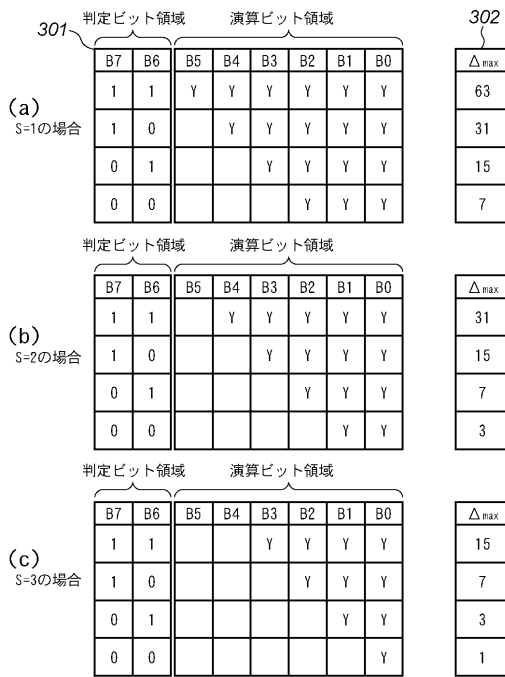 判定ビット領域 演算ビット領域
301 302
B7 B6 B5 B4 B3 B2 B1 B0 Δmax
1 1 Y Y Y Y Y Y 63
(a)
S=1の場合
1 0 Y Y Y Y Y 31
0 1 Y Y Y Y 15
0 0 Y Y Y 7
判定ビット領域 演算ビット領域
B7 B6 B5 B4 B3 B2 B1 B0 Δmax
1 1 Y Y Y Y Y 31
(b)
S=2の場合
1 0 Y Y Y Y 15
0 1 Y Y Y 7
0 0 Y Y 3
判定ビット領域 演算ビット領域
B7 B6 B5 B4 B3 B2 B1 B0 Δmax
1 1 Y Y Y Y 15
(c)
S=3の場合
1 0 Y Y Y 7
0 1 Y Y 3
0 0 Y 1